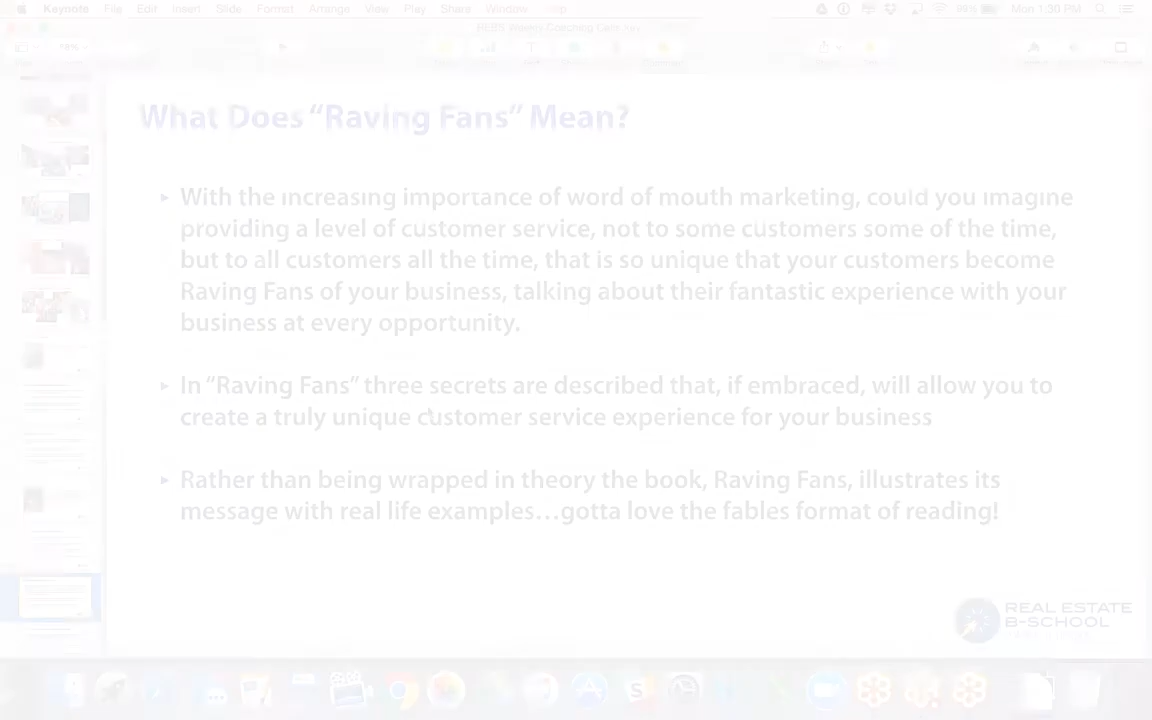 Keynote File Edit Insert Slide Format Arrange View Play Share Window Help
98% Mon 1:30 PM
What Does “Raving Fans” Mean?
▸ With the increasing importance of word of mouth marketing, could you imagine
providing a level of customer service, not to some customers some of the time,
but to all customers all the time, that is so unique that your customers become
Raving Fans of your business, talking about their fantastic experience with your
business at every opportunity.
▸ In “Raving Fans” three secrets are described that, if embraced, will allow you to
create a truly unique customer service experience for your business
▸ Rather than being wrapped in theory the book, Raving Fans, illustrates its
message with real life examples…gotta love the fables format of reading!
REAL ESTATE
B-SCHOOL